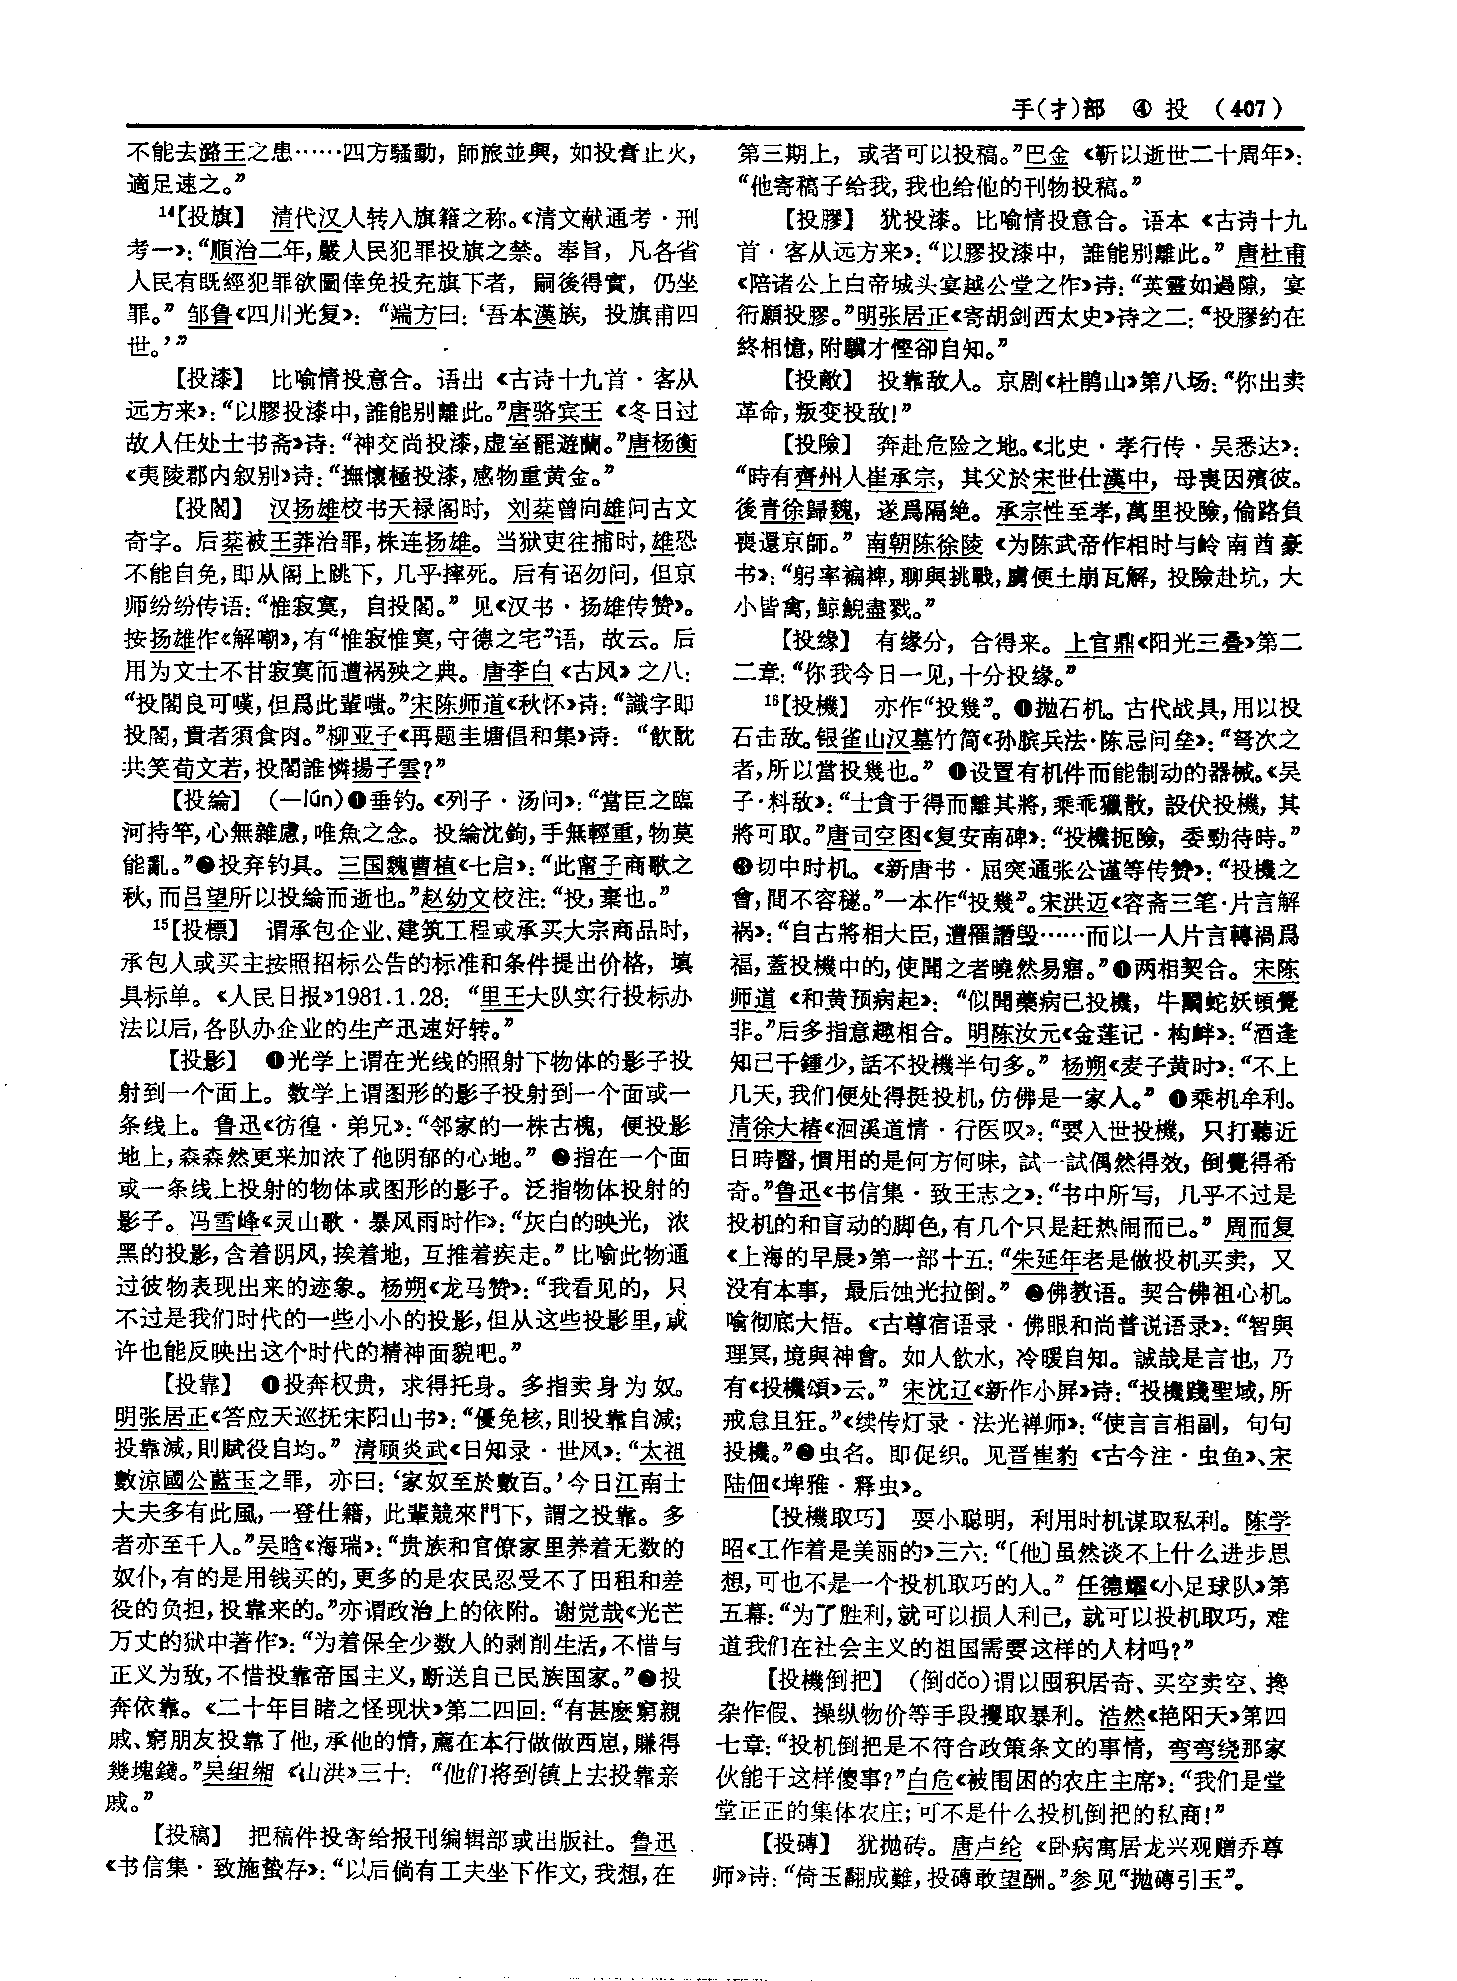 手(扌)部 ④ 投 (407)
不能去潞王之患……四方騷動，師旅並興，如投膏止火，
適足速之。”
¹⁴【投旗】 清代汉人转入旗籍之称。《清文献通考·刑
考一》：“順治二年，嚴人民犯罪投旗之禁。奉旨，凡各省
人民有既經犯罪欲圖倖免投充旗下者，嗣後得實，仍坐
罪。”邹鲁《四川光复》：“端方曰：‘吾本漢族，投旗甫四
世。’”
【投漆】 比喻情投意合。语出《古诗十九首·客从
远方来》：“以膠投漆中，誰能别離此。”唐骆宾王《冬日过
故人任处士书斋》诗：“神交尚投漆，虚室罷遊蘭。”唐杨衡
《夷陵郡内叙别》诗：“撫懷極投漆，感物重黄金。”
【投閣】 汉扬雄校书天禄阁时，刘棻曾向雄问古文
奇字。后棻被王莽治罪，株连扬雄。当狱吏往捕时，雄恐
不能自免，即从阁上跳下，几乎摔死。后有诏勿问，但京
师纷纷传语：“惟寂寞，自投閣。”见《汉书·扬雄传赞》。
按扬雄作《解嘲》，有“惟寂惟寞，守德之宅”语，故云。后
用为文士不甘寂寞而遭祸殃之典。唐李白《古风》之八：
“投閣良可嘆，但爲此輩嗤。”宋陈师道《秋怀》诗：“識字即
投閣，貴者須食肉。”柳亚子《再题圭塘倡和集》诗：“飲酖
共笑荀文若，投閣誰憐揚子雲？”
【投綸】 （—lún）❶垂钓。《列子·汤问》：“當臣之臨
河持竿，心無雜慮，唯魚之念。投綸沈鉤，手無輕重，物莫
能亂。”❷投弃钓具。三国魏曹植《七启》：“此甯子商歌之
秋，而吕望所以投綸而逝也。”赵幼文校注：“投，棄也。”
¹⁵【投標】 谓承包企业、建筑工程或承买大宗商品时，
承包人或买主按照招标公告的标准和条件提出价格，填
具标单。《人民日报》1981.1.28：“里王大队实行投标办
法以后，各队办企业的生产迅速好转。”
【投影】 ❶光学上谓在光线的照射下物体的影子投
射到一个面上。数学上谓图形的影子投射到一个面或一
条线上。鲁迅《彷徨·弟兄》：“邻家的一株古槐，便投影
地上，森森然更来加浓了他阴郁的心地。”❷指在一个面
或一条线上投射的物体或图形的影子。泛指物体投射的
影子。冯雪峰《灵山歌·暴风雨时作》：“灰白的映光，浓
黑的投影，含着阴风，挨着地，互推着疾走。”比喻此物通
过彼物表现出来的迹象。杨朔《龙马赞》：“我看见的，只
不过是我们时代的一些小小的投影，但从这些投影里，或
许也能反映出这个时代的精神面貌吧。”
【投靠】 ❶投奔权贵，求得托身。多指卖身为奴。
明张居正《答应天巡抚宋阳山书》：“優免核，則投靠自減；
投靠減，則賦役自均。”清顾炎武《日知录·世风》：“太祖
數涼國公藍玉之罪，亦曰：‘家奴至於數百。’今日江南士
大夫多有此風，一登仕籍，此輩競來門下，謂之投靠。多
者亦至千人。”吴晗《海瑞》：“贵族和官僚家里养着无数的
奴仆，有的是用钱买的，更多的是农民忍受不了田租和差
役的负担，投靠来的。”亦谓政治上的依附。谢觉哉《光芒
万丈的狱中著作》：“为着保全少数人的剥削生活，不惜与
正义为敌，不惜投靠帝国主义，断送自己民族国家。”❷投
奔依靠。《二十年目睹之怪现状》第二四回：“有甚麽窮親
戚、窮朋友投靠了他，承他的情，薦在本行做做西崽，賺得
幾塊錢。”吴组缃《山洪》三十：“他们将到镇上去投靠亲
戚。”
【投稿】 把稿件投寄给报刊编辑部或出版社。鲁迅
《书信集·致施蛰存》：“以后倘有工夫坐下作文，我想，在
第三期上，或者可以投稿。”巴金《靳以逝世二十周年》：
“他寄稿子给我，我也给他的刊物投稿。”
【投膠】 犹投漆。比喻情投意合。语本《古诗十九
首·客从远方来》：“以膠投漆中，誰能别離此。”唐杜甫
《陪诸公上白帝城头宴越公堂之作》诗：“英靈如過隙，宴
衎願投膠。”明张居正《寄胡剑西太史》诗之二：“投膠約在
終相憶，附驥才慳卻自知。”
【投敵】 投靠敌人。京剧《杜鹃山》第八场：“你出卖
革命，叛变投敌！”
【投險】 奔赴危险之地。《北史·孝行传·吴悉达》：
“時有齊州人崔承宗，其父於宋世仕漢中，母喪因殯彼。
後青徐歸魏，遂爲隔絶。承宗性至孝，萬里投險，偷路負
喪還京師。”南朝陈徐陵《为陈武帝作相时与岭南酋豪
书》：“躬率褊裨，聊與挑戰，虜便土崩瓦解，投險赴坑，大
小皆禽，鯨鯢盡戮。”
【投緣】 有缘分，合得来。上官鼎《阳光三叠》第二
二章：“你我今日一见，十分投缘。”
¹⁶【投機】 亦作“投幾”。❶抛石机。古代战具，用以投
石击敌。银雀山汉墓竹简《孙膑兵法·陈忌问垒》：“弩次之
者，所以當投幾也。”❷设置有机件而能制动的器械。《吴
子·料敌》：“士貪于得而離其將，乘乖獵散，設伏投機，其
將可取。”唐司空图《复安南碑》：“投機扼險，委勁待時。”
❸切中时机。《新唐书·屈突通张公谨等传赞》：“投機之
會，間不容穟。”一本作“投幾”。宋洪迈《容斋三笔·片言解
祸》：“自古將相大臣，遭罹譖毁……而以一人片言轉禍爲
福，蓋投機中的，使聞之者曉然易寤。”❹两相契合。宋陈
师道《和黄预病起》：“似聞藥病已投機，牛鬭蛇妖頓覺
非。”后多指意趣相合。明陈汝元《金莲记·构衅》：“酒逢
知己千鍾少，話不投機半句多。”杨朔《麦子黄时》：“不上
几天，我们便处得挺投机，仿佛是一家人。”❺乘机牟利。
清徐大椿《洄溪道情·行医叹》：“要入世投機，只打聽近
日時醫，慣用的是何方何味，試一試偶然得效，倒覺得希
奇。”鲁迅《书信集·致王志之》：“书中所写，几乎不过是
投机的和盲动的脚色，有几个只是赶热闹而已。”周而复
《上海的早晨》第一部十五：“朱延年老是做投机买卖，又
没有本事，最后蚀光拉倒。”❻佛教语。契合佛祖心机。
喻彻底大悟。《古尊宿语录·佛眼和尚普说语录》：“智與
理冥，境與神會。如人飲水，冷暖自知。誠哉是言也，乃
有《投機頌》云。”宋沈辽《新作小屏》诗：“投機踐聖域，所
戒怠且狂。”《续传灯录·法光禅师》：“使言言相副，句句
投機。”❼虫名。即促织。见晋崔豹《古今注·虫鱼》、宋
陆佃《埤雅·释虫》。
【投機取巧】 耍小聪明，利用时机谋取私利。陈学
昭《工作着是美丽的》三六：“〔他〕虽然谈不上什么进步思
想，可也不是一个投机取巧的人。”任德耀《小足球队》第
五幕：“为了胜利，就可以损人利己，就可以投机取巧，难
道我们在社会主义的祖国需要这样的人材吗？”
【投機倒把】 （倒dǎo）谓以囤积居奇、买空卖空、搀
杂作假、操纵物价等手段攫取暴利。浩然《艳阳天》第四
七章：“投机倒把是不符合政策条文的事情，弯弯绕那家
伙能干这样傻事？”白危《被围困的农庄主席》：“我们是堂
堂正正的集体农庄；可不是什么投机倒把的私商！”
【投磚】 犹抛砖。唐卢纶《卧病寓居龙兴观赠乔尊
师》诗：“倚玉翻成難，投磚敢望酬。”参见“拋磚引玉”。